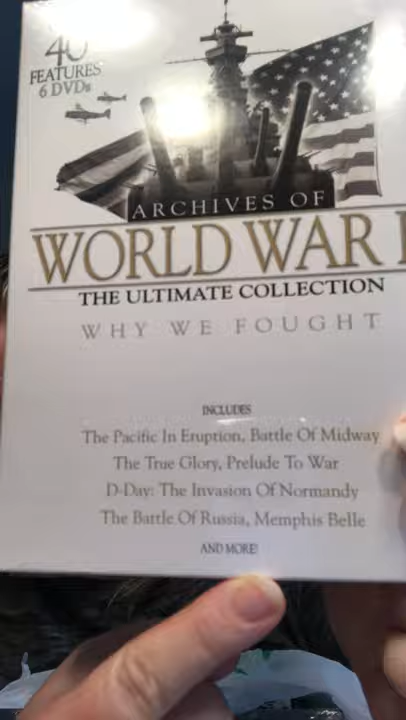 40
FEATURES
6 DVDs
ARCHIVES OF
WORLD WAR I
THE ULTIMATE COLLECTION
WHY WE FOUGHT
INCLUDES
The Pacific In Eruption, Battle Of Midway
The True Glory, Prelude To War
D-Day: The Invasion Of Normandy
The Battle Of Russia, Memphis Belle
AND MORE!